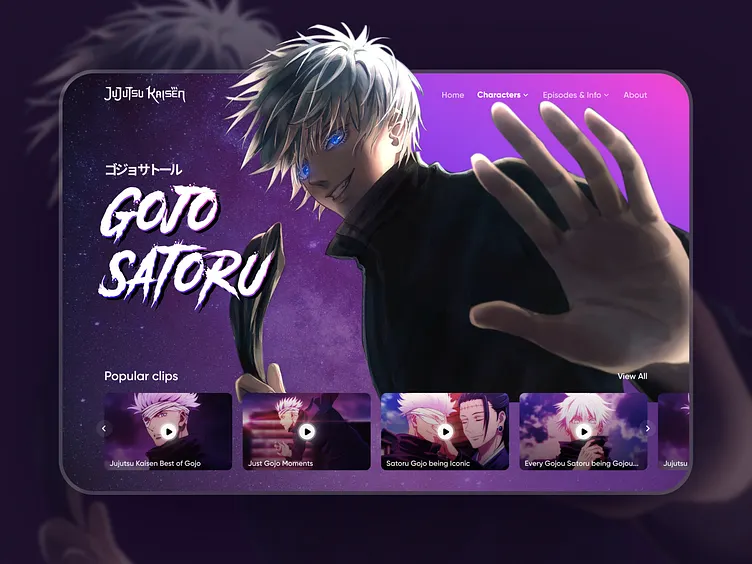 JUJUTSU KAISEN
Home
Characters
Episodes & Info
About
ゴジョサトール
GOJO
SATORU
Popular clips
View All
Jujutsu Kaisen Best of Gojo
Just Gojo Moments
Satoru Gojo being Iconic
Every Gojou Satoru being Gojou...
Jujutsu